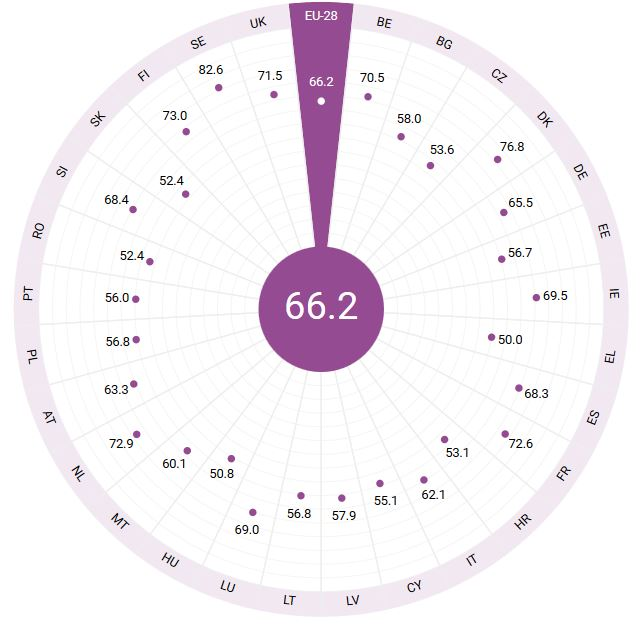 EU-28
66.2
BE
70.5
BG
58.0
CZ
53.6
DK
76.8
DE
65.5
EE
56.7
IE
69.5
EL
50.0
ES
68.3
FR
72.6
HR
53.1
IT
62.1
CY
55.1
LV
57.9
LT
56.8
LU
69.0
HU
50.8
MT
60.1
NL
72.9
AT
63.3
PL
56.8
PT
56.0
RO
52.4
SI
68.4
SK
52.4
FI
73.0
SE
82.6
UK
71.5
66.2